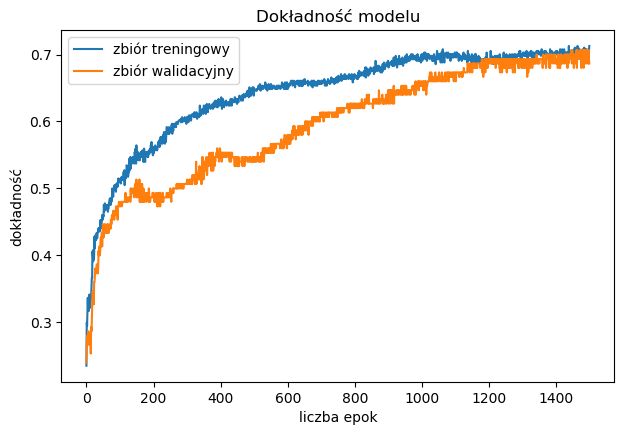 Dokładność modelu
zbiór treningowy
zbiór walidacyjny
dokładność
0.7
0.6
0.5
0.4
0.3
0 200 400 600 800 1000 1200 1400
liczba epok